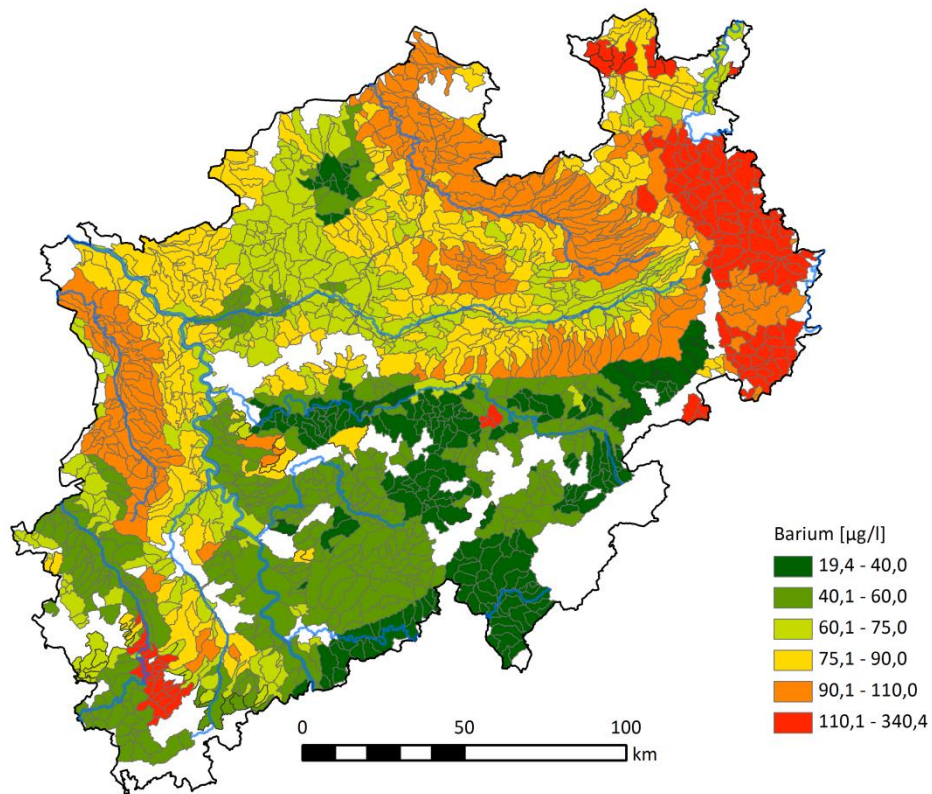 Barium [µg/l]
19,4 - 40,0
40,1 - 60,0
60,1 - 75,0
75,1 - 90,0
90,1 - 110,0
110,1 - 340,4
0 50 100
km